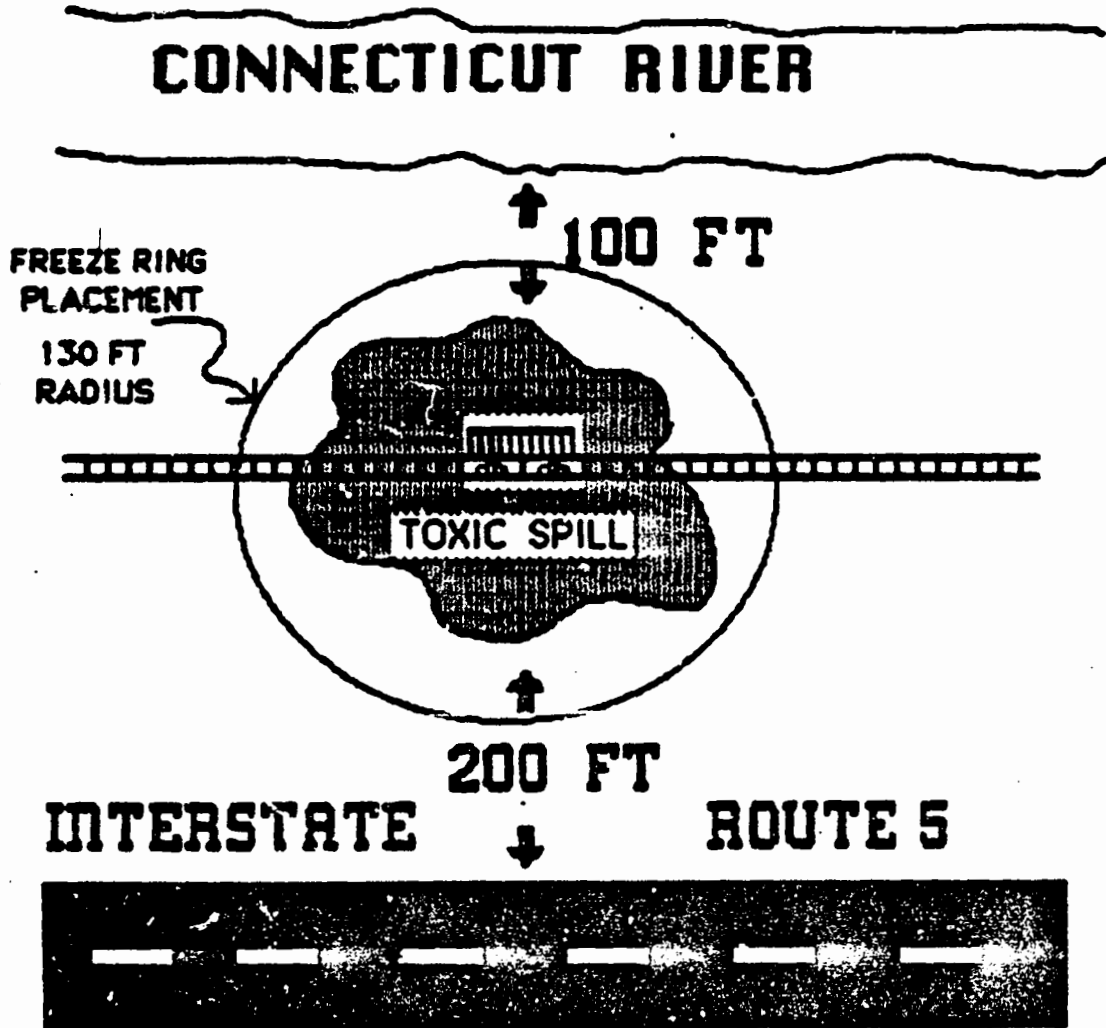 CONNECTICUT RIVER
100 FT
FREEZE RING
PLACEMENT
130 FT
RADIUS
TOXIC SPILL
200 FT
INTERSTATE ROUTE 5